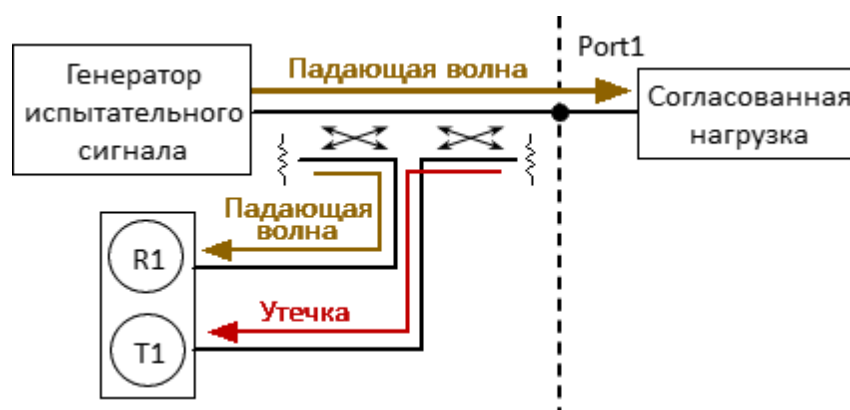 Генератор
испытательного
сигнала
Падающая волна
Port1
Согласованная
нагрузка
Падающая
волна
R1
Утечка
T1